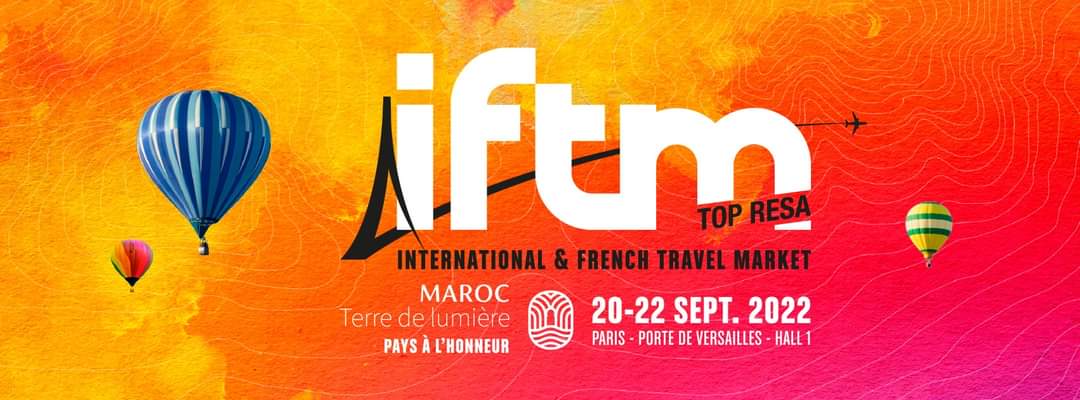 iftm
TOP RESA
INTERNATIONAL & FRENCH TRAVEL MARKET
MAROC
Terre de lumière
PAYS À L'HONNEUR
20-22 SEPT. 2022
PARIS - PORTE DE VERSAILLES - HALL 1